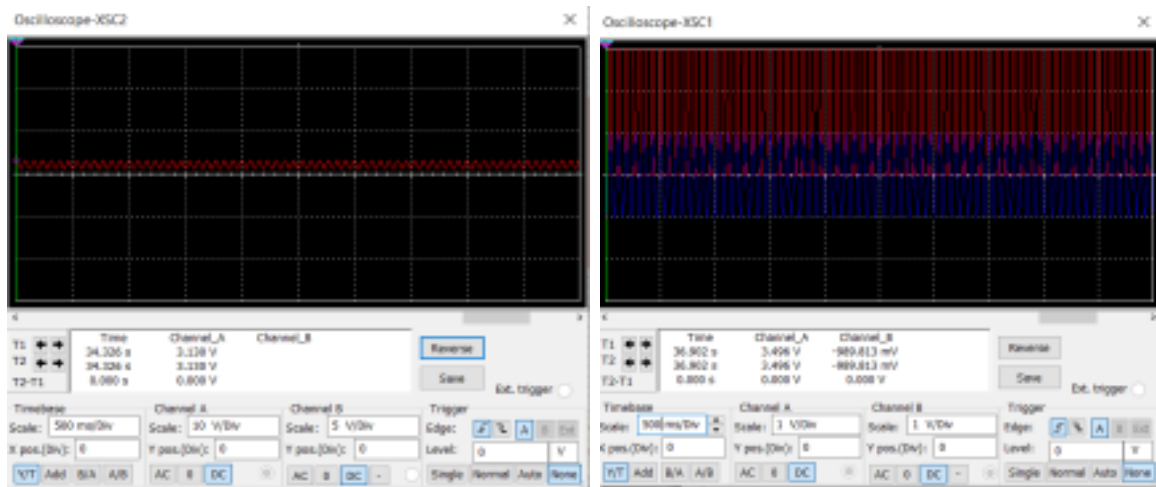 Oscilloscope-XSC2
T1
T2
T2-T1
Time Channel_A Channel_B
34.326 s 3.130 V
34.326 s 3.130 V
0.000 s 0.000 V
Reverse
Save
Ext. trigger
Timebase
Scale: 500 ms/Div
X pos.(Div): 0
Y/T Add B/A A/B
Channel A
Scale: 10 V/Div
Y pos.(Div): 0
AC 0 DC
Channel B
Scale: 5 V/Div
Y pos.(Div): 0
AC 0 DC -
Trigger
Edge: A B Ext
Level: 0 V
Single Normal Auto None
Oscilloscope-XSC1
T1
T2
T2-T1
Time Channel_A Channel_B
36.902 s 3.496 V -989.813 mV
36.902 s 3.496 V -989.813 mV
0.000 s 0.000 V 0.000 V
Reverse
Save
Ext. trigger
Timebase
Scale: 500 ms/Div
X pos.(Div): 0
Y/T Add B/A A/B
Channel A
Scale: 1 V/Div
Y pos.(Div): 0
AC 0 DC
Channel B
Scale: 1 V/Div
Y pos.(Div): 0
AC 0 DC -
Trigger
Edge: A B Ext
Level: 0 V
Single Normal Auto None